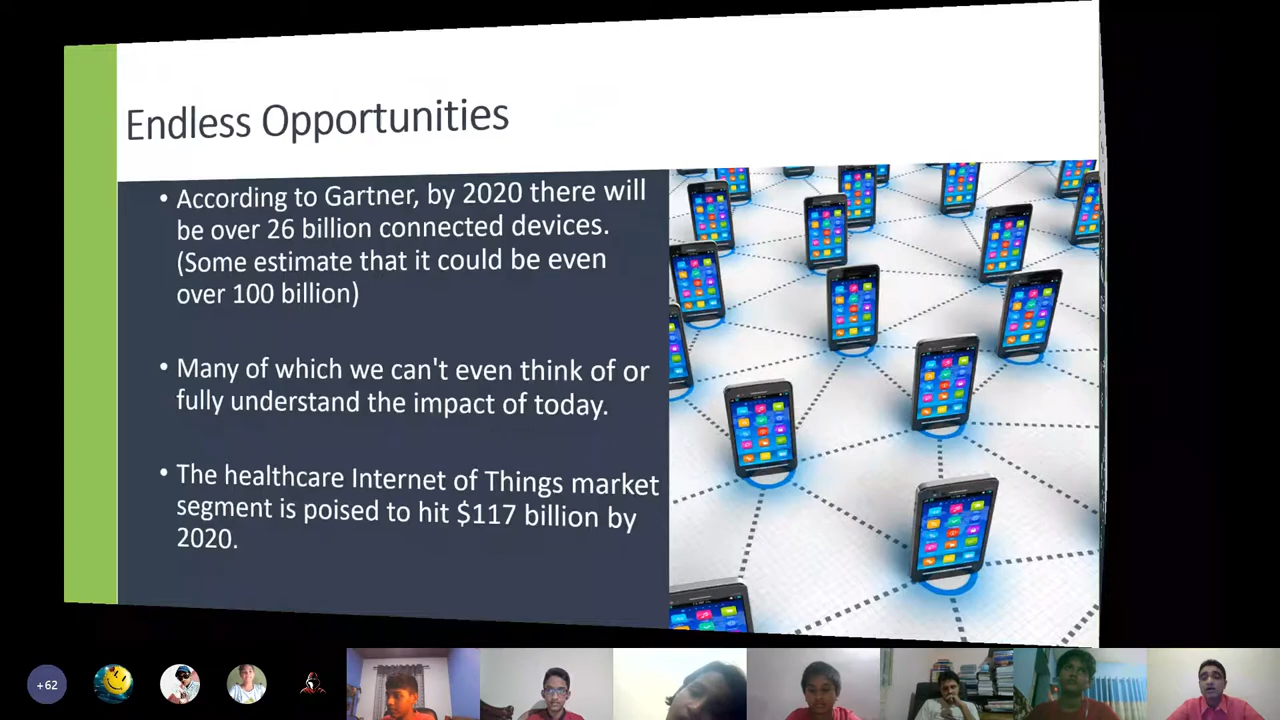 Endless Opportunities
• According to Gartner, by 2020 there will
be over 26 billion connected devices.
(Some estimate that it could be even
over 100 billion)
• Many of which we can't even think of or
fully understand the impact of today.
• The healthcare Internet of Things market
segment is poised to hit $117 billion by
2020.
+62